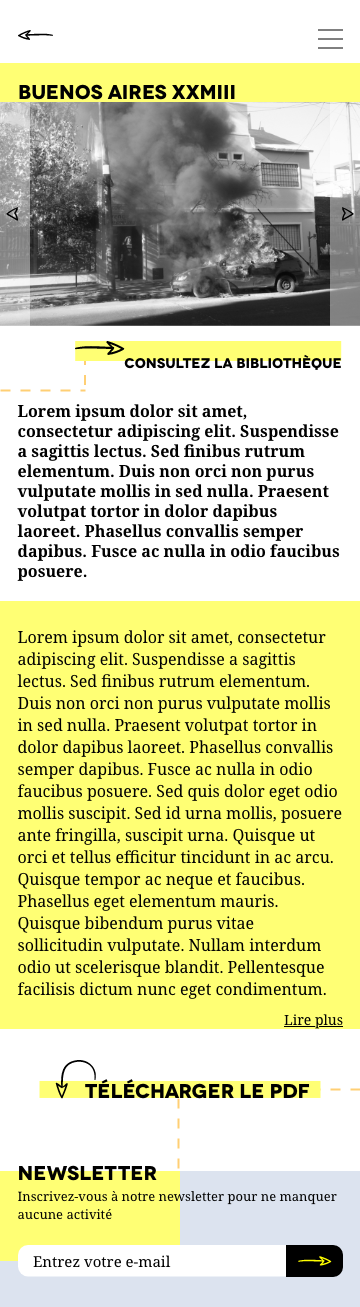 BUENOS AIRES XXMIII
CONSULTEZ LA BIBLIOTHÈQUE
Lorem ipsum dolor sit amet,
consectetur adipiscing elit. Suspendisse
a sagittis lectus. Sed finibus rutrum
elementum. Duis non orci non purus
vulputate mollis in sed nulla. Praesent
volutpat tortor in dolor dapibus
laoreet. Phasellus convallis semper
dapibus. Fusce ac nulla in odio faucibus
posuere.
Lorem ipsum dolor sit amet, consectetur
adipiscing elit. Suspendisse a sagittis
lectus. Sed finibus rutrum elementum.
Duis non orci non purus vulputate mollis
in sed nulla. Praesent volutpat tortor in
dolor dapibus laoreet. Phasellus convallis
semper dapibus. Fusce ac nulla in odio
faucibus posuere. Sed quis dolor eget odio
mollis suscipit. Sed id urna mollis, posuere
ante fringilla, suscipit urna. Quisque ut
orci et tellus efficitur tincidunt in ac arcu.
Quisque tempor ac neque et faucibus.
Phasellus eget elementum mauris.
Quisque bibendum purus vitae
sollicitudin vulputate. Nullam interdum
odio ut scelerisque blandit. Pellentesque
facilisis dictum nunc eget condimentum.
Lire plus
TÉLÉCHARGER LE PDF
NEWSLETTER
Inscrivez-vous à notre newsletter pour ne manquer
aucune activité
Entrez votre e-mail